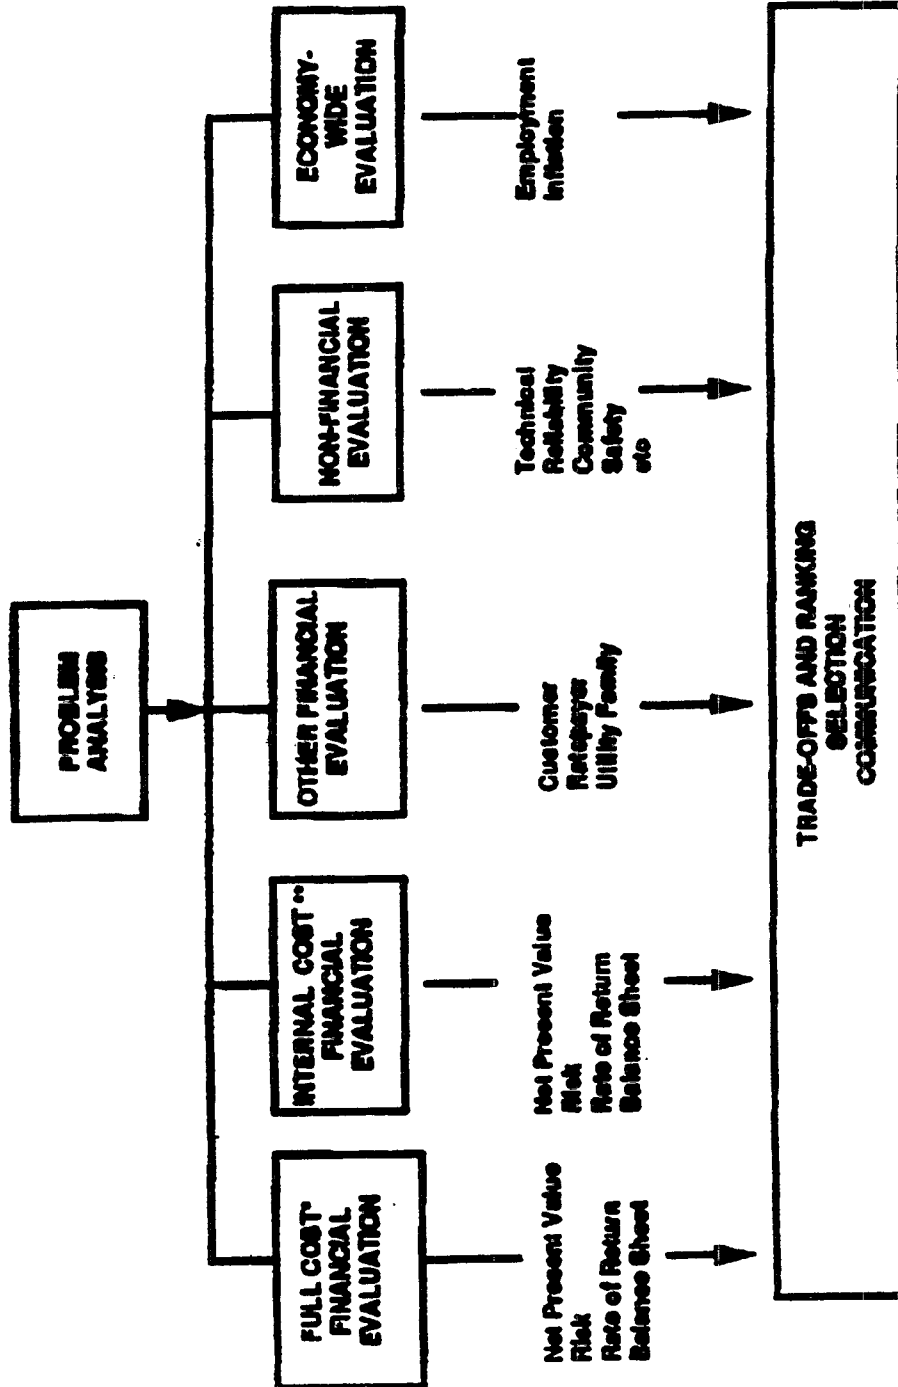 PROBLEM
ANALYSIS
FULL COST*
FINANCIAL
EVALUATION
INTERNAL COST**
FINANCIAL
EVALUATION
OTHER FINANCIAL
EVALUATION
NON-FINANCIAL
EVALUATION
ECONOMY-
WIDE
EVALUATION
Net Present Value
Risk
Rate of Return
Balance Sheet
Net Present Value
Risk
Rate of Return
Balance Sheet
Customer
Ratepayer
Utility Family
Technical
Reliability
Community
Safety
etc
Employment
Inflation
TRADE-OFFS AND RANKING
SELECTION
COMMUNICATION